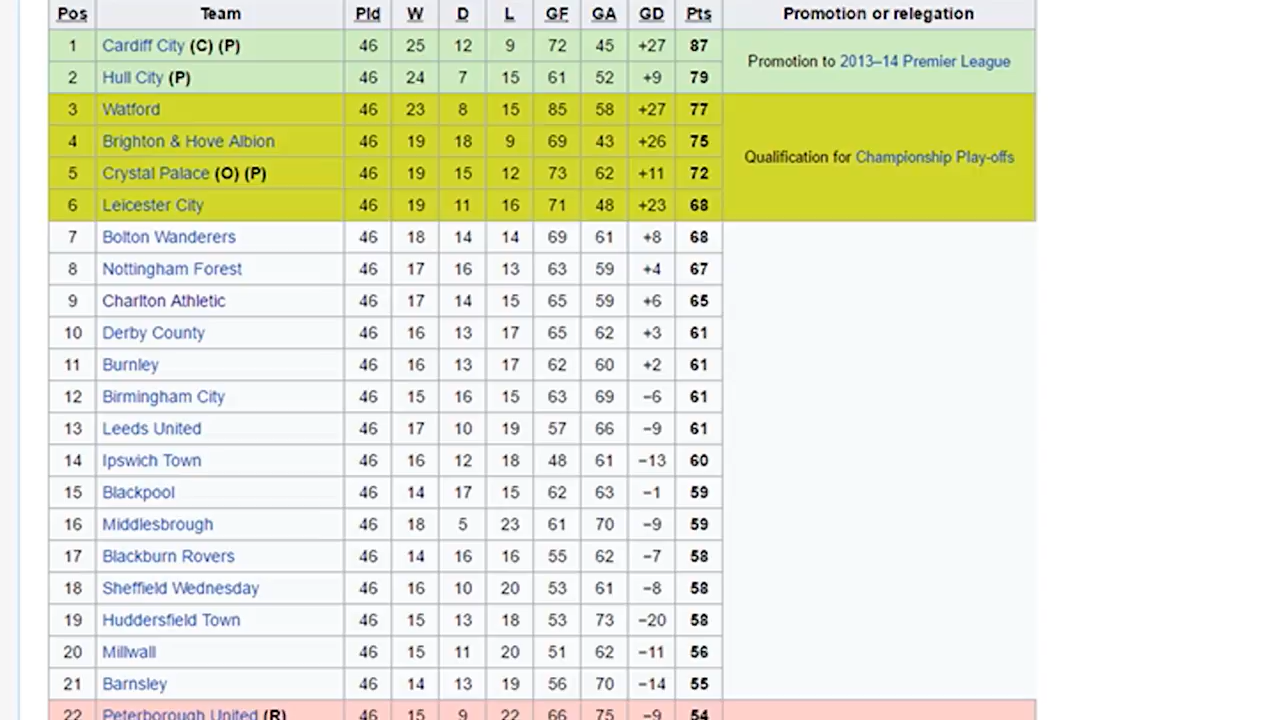 Pos Team Pld W D L GF GA GD Pts Promotion or relegation
1 Cardiff City (C) (P) 46 25 12 9 72 45 +27 87
Promotion to 2013–14 Premier League
2 Hull City (P) 46 24 7 15 61 52 +9 79
3 Watford 46 23 8 15 85 58 +27 77
4 Brighton & Hove Albion 46 19 18 9 69 43 +26 75
Qualification for Championship Play-offs
5 Crystal Palace (O) (P) 46 19 15 12 73 62 +11 72
6 Leicester City 46 19 11 16 71 48 +23 68
7 Bolton Wanderers 46 18 14 14 69 61 +8 68
8 Nottingham Forest 46 17 16 13 63 59 +4 67
9 Charlton Athletic 46 17 14 15 65 59 +6 65
10 Derby County 46 16 13 17 65 62 +3 61
11 Burnley 46 16 13 17 62 60 +2 61
12 Birmingham City 46 15 16 15 63 69 −6 61
13 Leeds United 46 17 10 19 57 66 −9 61
14 Ipswich Town 46 16 12 18 48 61 −13 60
15 Blackpool 46 14 17 15 62 63 −1 59
16 Middlesbrough 46 18 5 23 61 70 −9 59
17 Blackburn Rovers 46 14 16 16 55 62 −7 58
18 Sheffield Wednesday 46 16 10 20 53 61 −8 58
19 Huddersfield Town 46 15 13 18 53 73 −20 58
20 Millwall 46 15 11 20 51 62 −11 56
21 Barnsley 46 14 13 19 56 70 −14 55
22 Peterborough United (R) 46 15 9 22 66 75 −9 54